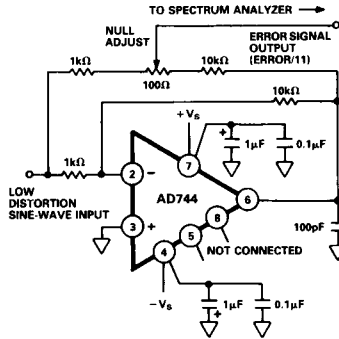 TO SPECTRUM ANALYZER
NULL
ADJUST
ERROR SIGNAL
OUTPUT
(ERROR/11)
1kΩ
100Ω
10kΩ
10kΩ
+VS
1µF
0.1µF
1kΩ
LOW
DISTORTION
SINE-WAVE INPUT
2
−
7
AD744
6
3
+
8
5
4
NOT CONNECTED
100pF
−VS
+
1µF
0.1µF
+